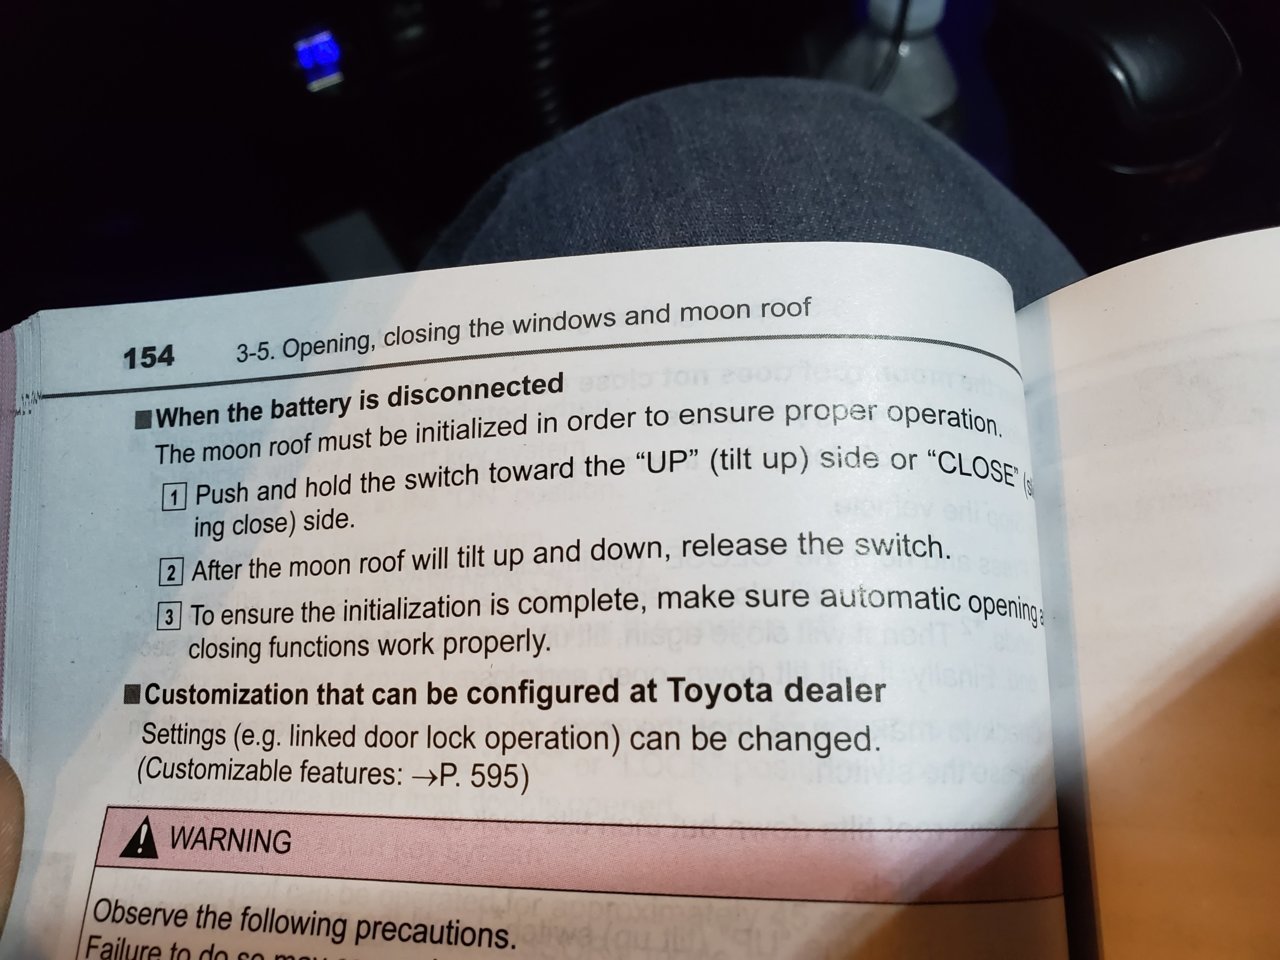 154 3-5. Opening, closing the windows and moon roof
■When the battery is disconnected
The moon roof must be initialized in order to ensure proper operation.
1 Push and hold the switch toward the “UP” (tilt up) side or “CLOSE”
ing close) side.
2 After the moon roof will tilt up and down, release the switch.
3 To ensure the initialization is complete, make sure automatic opening
closing functions work properly.
■Customization that can be configured at Toyota dealer
Settings (e.g. linked door lock operation) can be changed.
(Customizable features: →P. 595)
WARNING
Observe the following precautions.
Failure to do so may